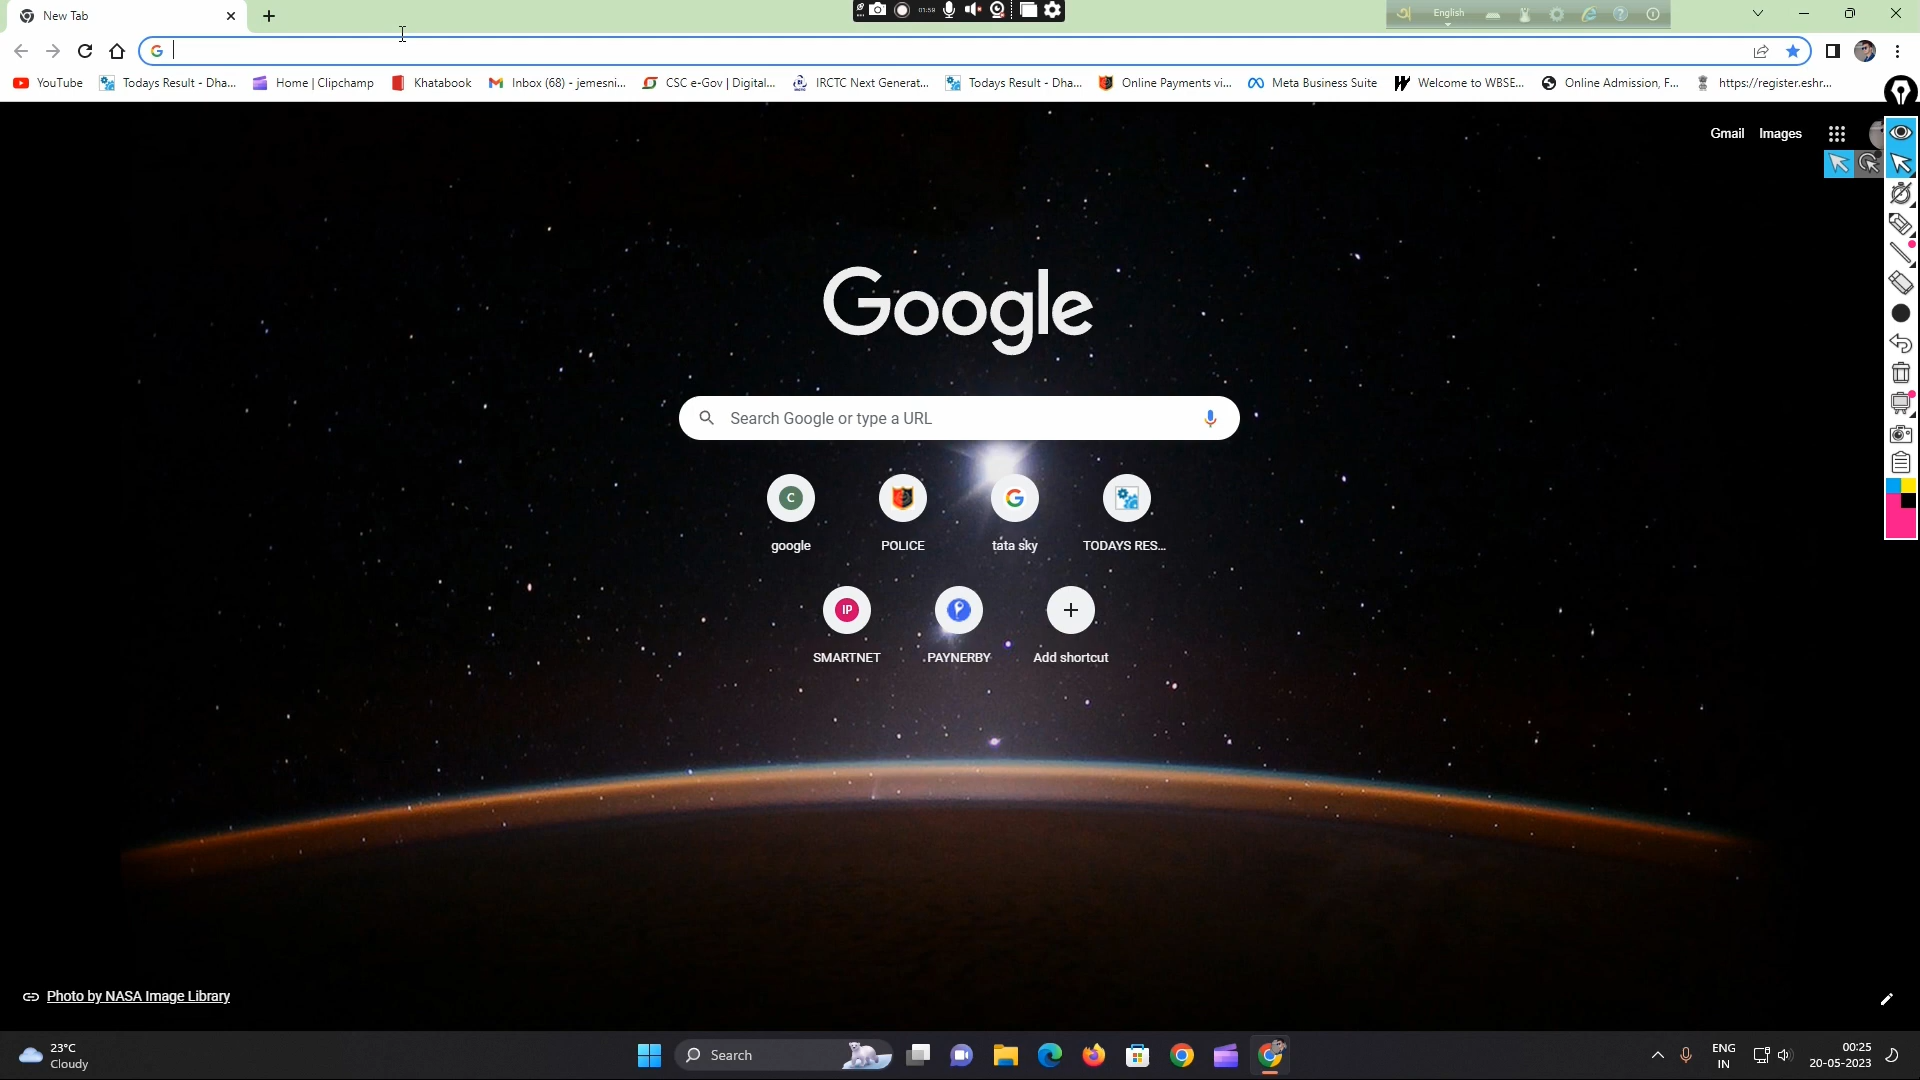 New Tab
01:59
English
YouTube
Todays Result - Dha...
Home | Clipchamp
Khatabook
Inbox (68) - jemesni...
CSC e-Gov | Digital...
IRCTC Next Generat...
Todays Result - Dha...
Online Payments vi...
Meta Business Suite
Welcome to WBSE...
Online Admission, F...
https://register.eshr...
Gmail
Images
Google
Search Google or type a URL
C
google
POLICE
tata sky
TODAYS RES...
IP
SMARTNET
PAYNERBY
Add shortcut
Photo by NASA Image Library
23°C
Cloudy
Search
ENG
IN
00:25
20-05-2023